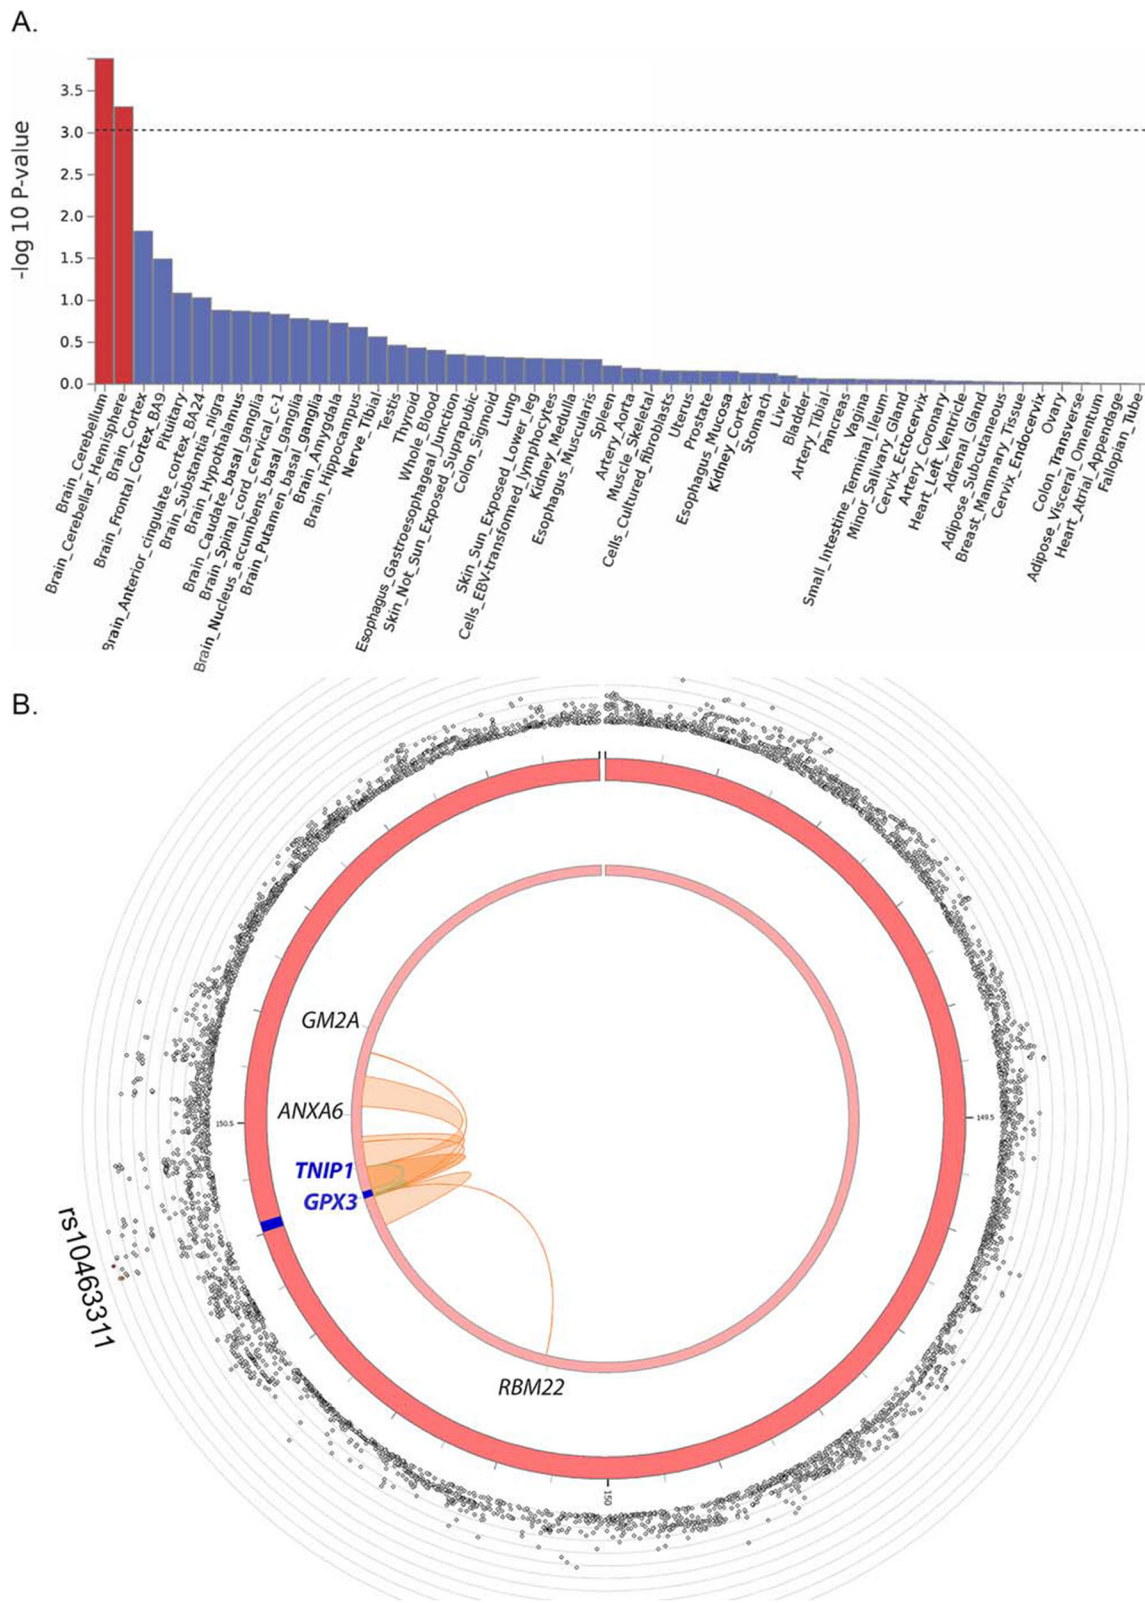 A.
-log 10 P-value
3.5
3.0
2.5
2.0
1.5
1.0
0.5
0.0
Brain_Cerebellum
Brain_Cerebellar_Hemisphere
Brain_Cortex
Brain_Frontal_Cortex_BA9
Pituitary
Brain_Anterior_cingulate_cortex_BA24
Brain_Substantia_nigra
Brain_Hypothalamus
Brain_Caudate_basal_ganglia
Brain_Spinal_cord_cervical_c-1
Brain_Nucleus_accumbens_basal_ganglia
Brain_Putamen_basal_ganglia
Brain_Amygdala
Brain_Hippocampus
Nerve_Tibial
Testis
Thyroid
Whole_Blood
Esophagus_Gastroesophageal_Junction
Skin_Not_Sun_Exposed_Suprapubic
Colon_Sigmoid
Lung
Skin_Sun_Exposed_Lower_leg
Cells_EBV-transformed_lymphocytes
Kidney_Medulla
Esophagus_Muscularis
Spleen
Artery_Aorta
Muscle_Skeletal
Cells_Cultured_fibroblasts
Uterus
Prostate
Esophagus_Mucosa
Kidney_Cortex
Stomach
Liver
Bladder
Artery_Tibial
Pancreas
Vagina
Small_Intestine_Terminal_Ileum
Minor_Salivary_Gland
Cervix_Ectocervix
Artery_Coronary
Heart_Left_Ventricle
Adrenal_Gland
Adipose_Subcutaneous
Breast_Mammary_Tissue
Cervix_Endocervix
Ovary
Colon_Transverse
Adipose_Visceral_Omentum
Heart_Atrial_Appendage
Fallopian_Tube
B.
GM2A
ANXA6
150.5
149.5
TNIP1
GPX3
rs10463311
RBM22
150